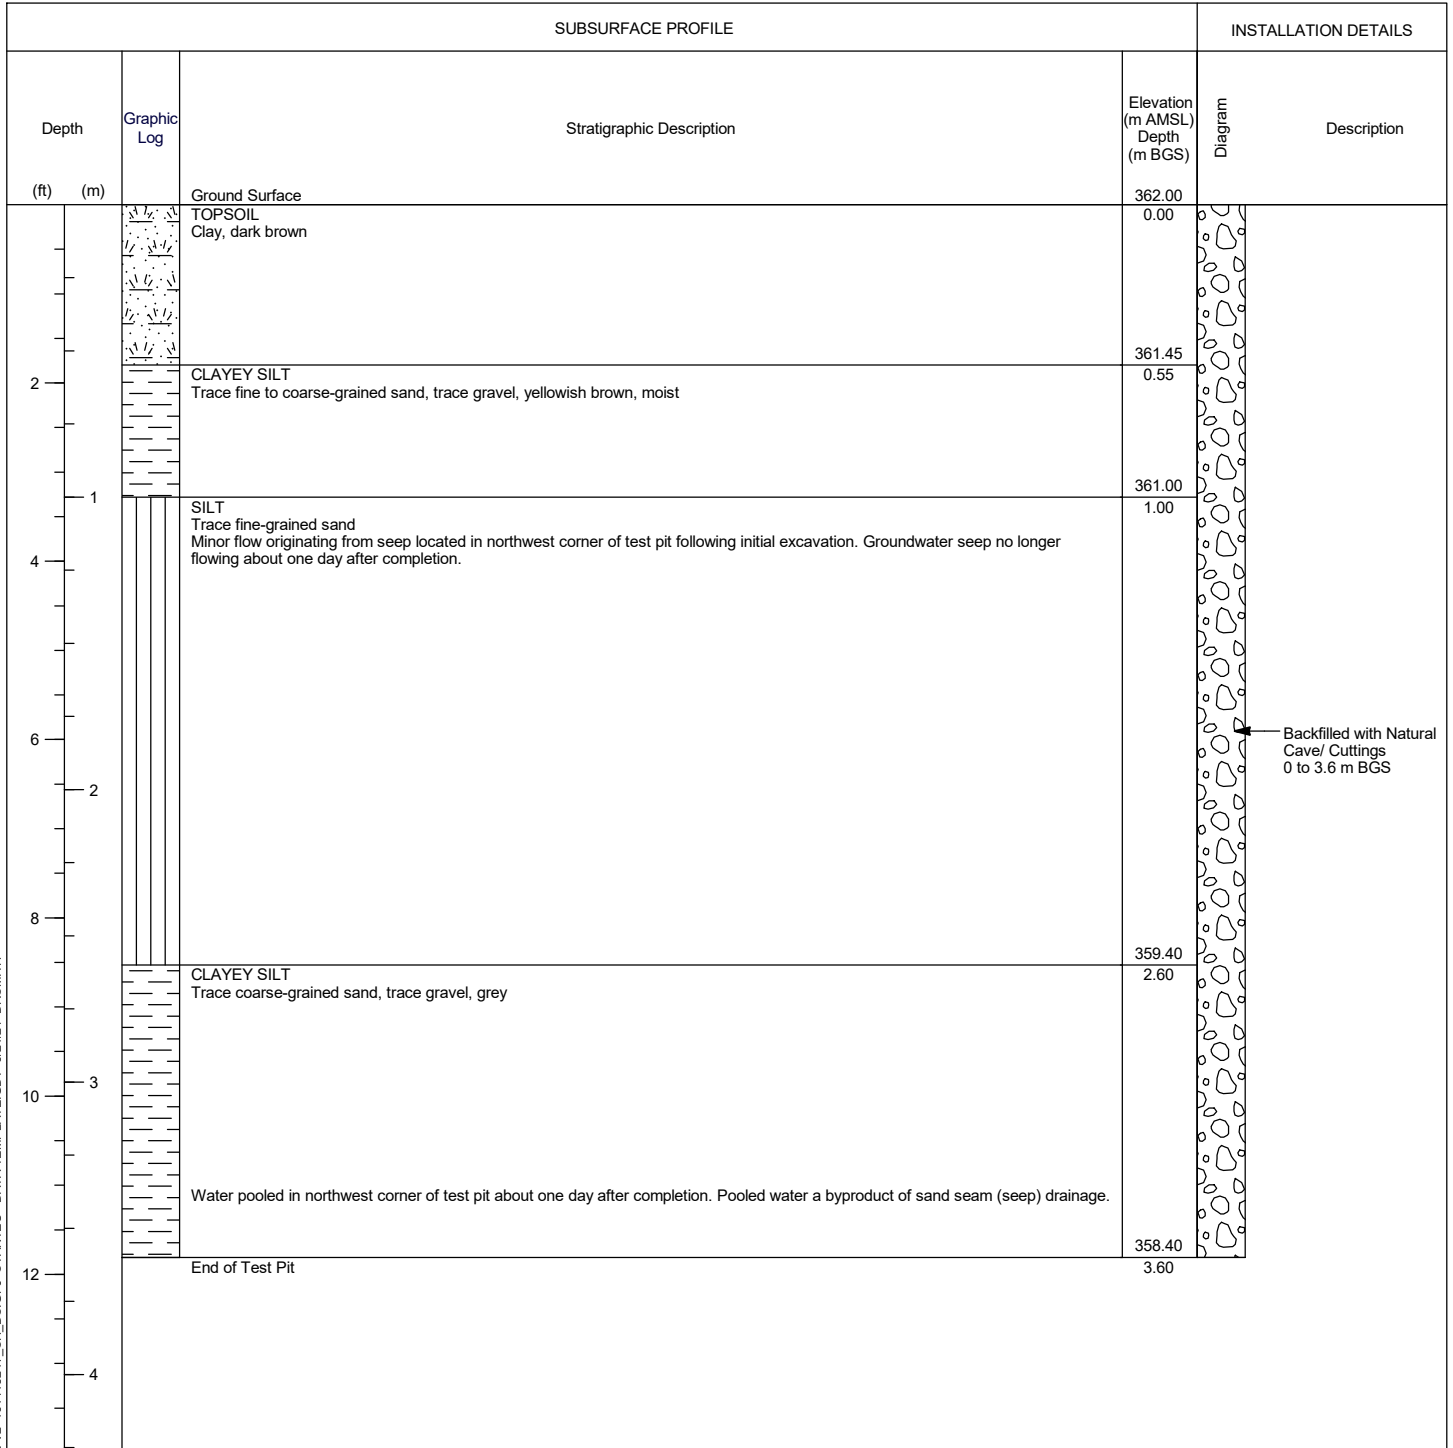 SUBSURFACE PROFILE
INSTALLATION DETAILS
Depth
Graphic
Log
Stratigraphic Description
Elevation
(m AMSL)
Depth
(m BGS)
Diagram
Description
(ft)
(m)
Ground Surface
362.00
TOPSOIL
0.00
Clay, dark brown
361.45
2
CLAYEY SILT
0.55
Trace fine to coarse-grained sand, trace gravel, yellowish brown, moist
361.00
1
SILT
1.00
Trace fine-grained sand
Minor flow originating from seep located in northwest corner of test pit following initial excavation. Groundwater seep no longer
flowing about one day after completion.
4
6
Backfilled with Natural
Cave/ Cuttings
0 to 3.6 m BGS
2
8
359.40
CLAYEY SILT
2.60
Trace coarse-grained sand, trace gravel, grey
3
10
Water pooled in northwest corner of test pit about one day after completion. Pooled water a byproduct of sand seam (seep) drainage.
358.40
12
End of Test Pit
3.60
4